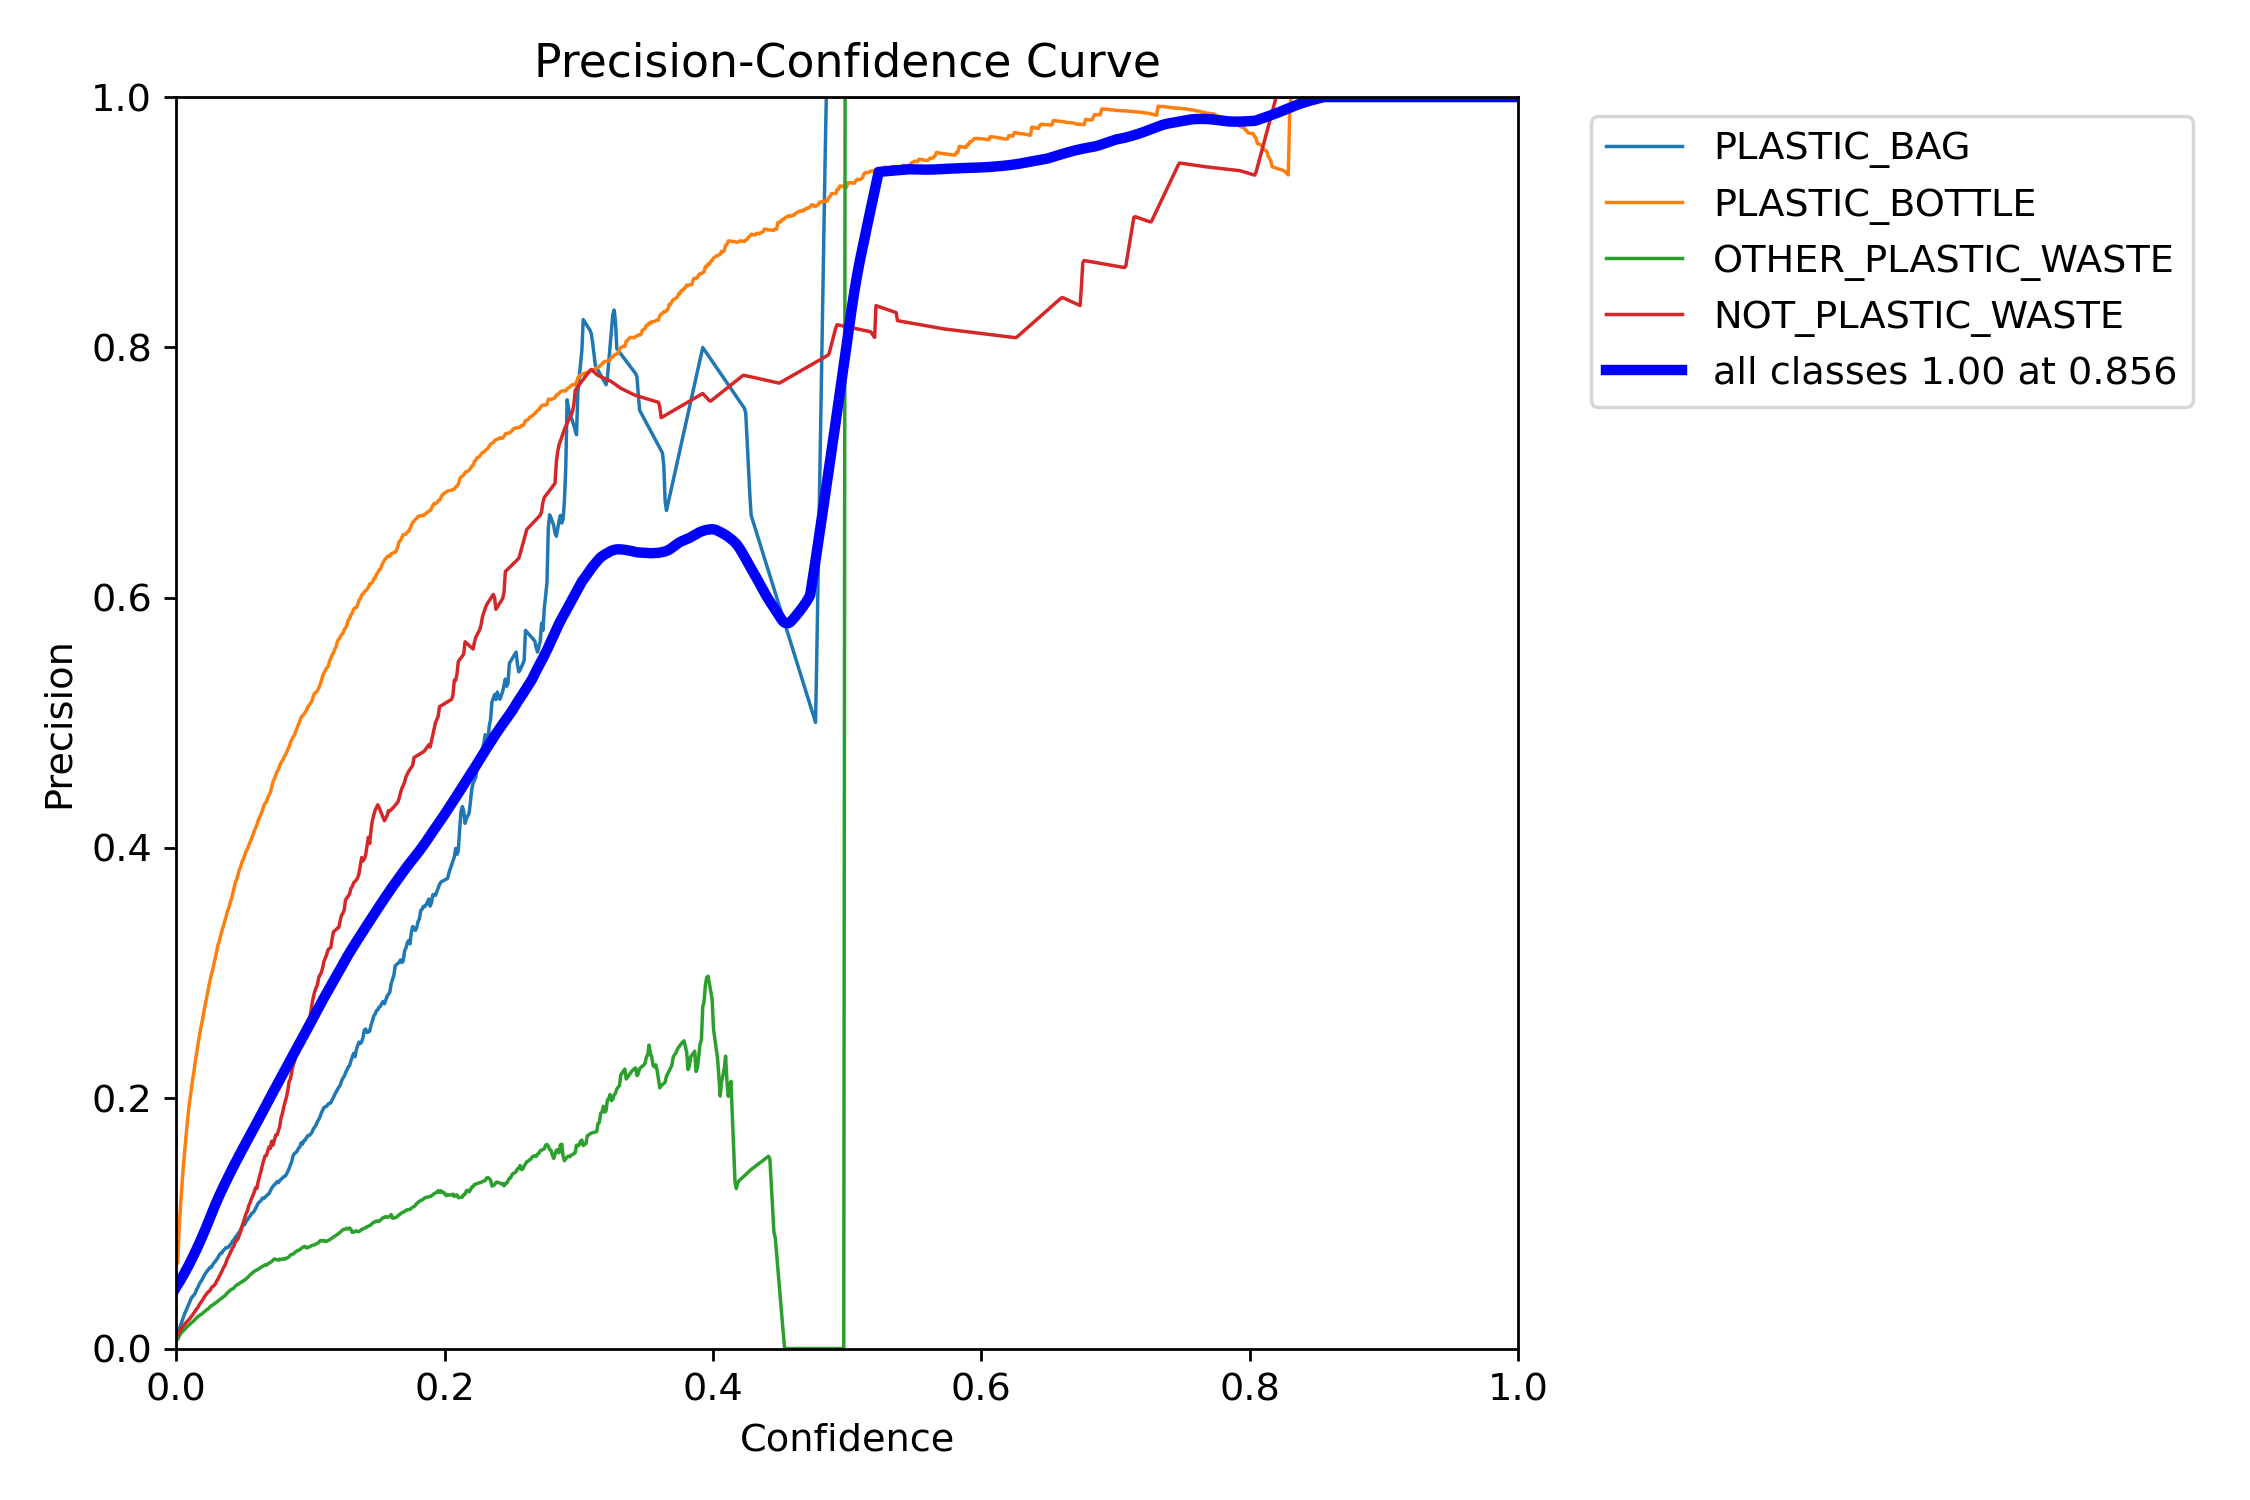 Precision-Confidence Curve
1.0
0.8
0.6
0.4
0.2
0.0
Precision
0.0 0.2 0.4 0.6 0.8 1.0
Confidence
PLASTIC_BAG
PLASTIC_BOTTLE
OTHER_PLASTIC_WASTE
NOT_PLASTIC_WASTE
all classes 1.00 at 0.856